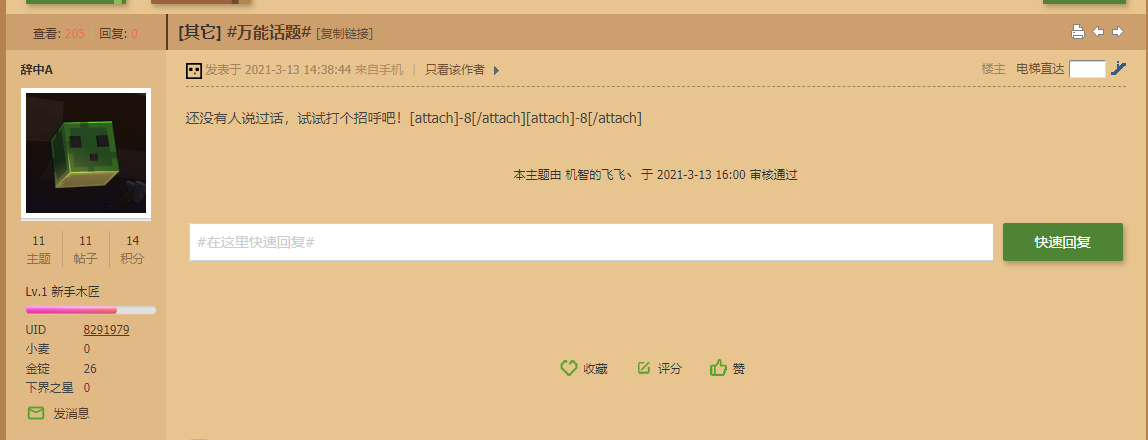 查看: 205 | 回复: 0
[其它] #万能话题# [复制链接]
辞中A
发表于 2021-3-13 14:38:44 来自手机 | 只看该作者
楼主 电梯直达
还没有人说过话，试试打个招呼吧！[attach]-8[/attach][attach]-8[/attach]
本主题由 机智的飞飞丶 于 2021-3-13 16:00 审核通过
#在这里快速回复#
快速回复
11 11 14
主题 帖子 积分
Lv.1 新手木匠
UID 8291979
小麦 0
金锭 26
下界之星 0
发消息
收藏 评分 赞